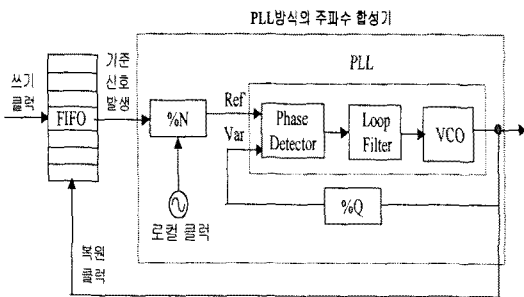 PLL방식의 주파수 합성기
PLL
쓰기
클럭
FIFO
기준
신호
발생
%N
Ref
Var
Phase
Detector
Loop
Filter
VCO
%Q
로컬 클럭
복원
클럭